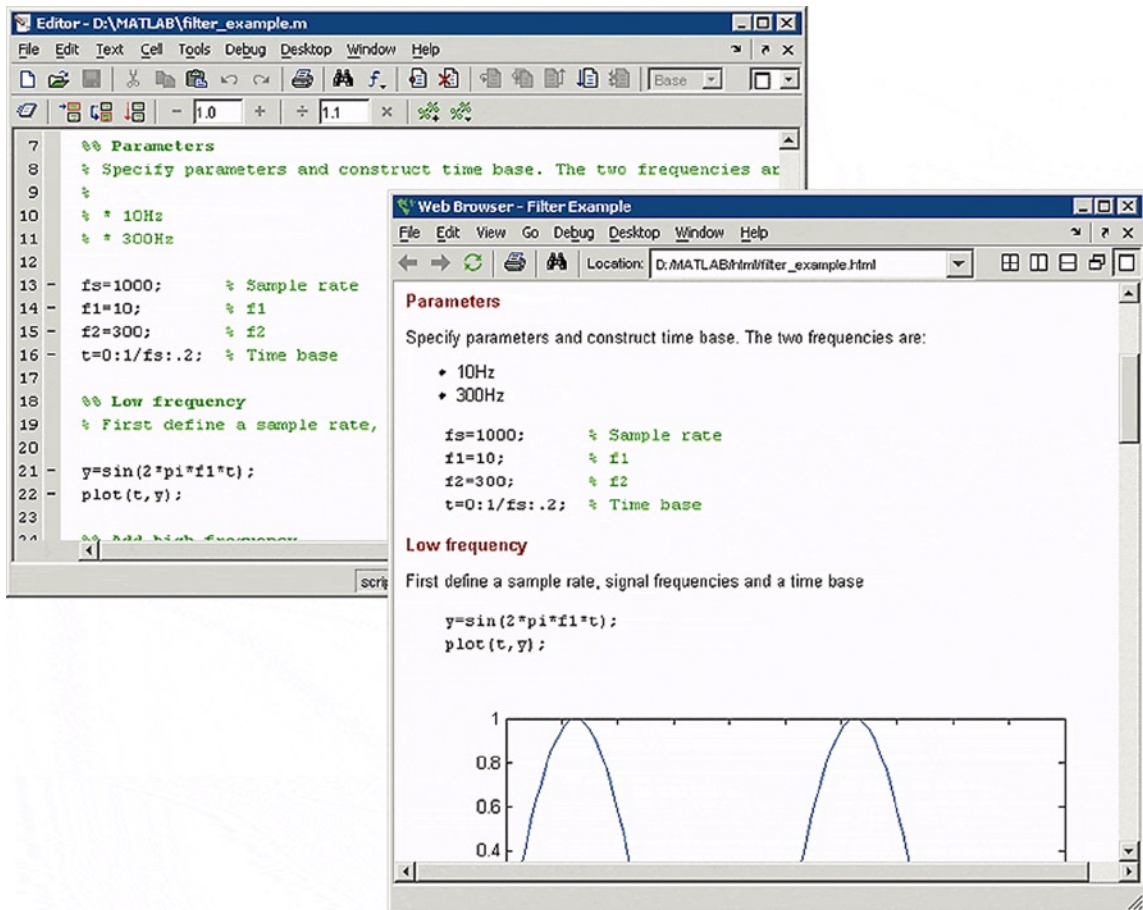 Editor - D:\MATLAB\filter_example.m
File Edit Text Cell Tools Debug Desktop Window Help
Base
1.0 + ÷ 1.1 ×
7 %% Parameters
8 % Specify parameters and construct time base. The two frequencies ar
9 %
10 % * 10Hz
11 % * 300Hz
12
13 - fs=1000; % Sample rate
14 - f1=10; % f1
15 - f2=300; % f2
16 - t=0:1/fs:.2; % Time base
17
18 %% Low frequency
19 % First define a sample rate,
20
21 - y=sin(2*pi*f1*t);
22 - plot(t,y);
23
24 %% Add high frequency
scrip
Web Browser - Filter Example
File Edit View Go Debug Desktop Window Help
Location: D:/MATLAB/html/filter_example.html
Parameters
Specify parameters and construct time base. The two frequencies are:
• 10Hz
• 300Hz
fs=1000; % Sample rate
f1=10; % f1
f2=300; % f2
t=0:1/fs:.2; % Time base
Low frequency
First define a sample rate, signal frequencies and a time base
y=sin(2*pi*f1*t);
plot(t,y);
1
0.8
0.6
0.4